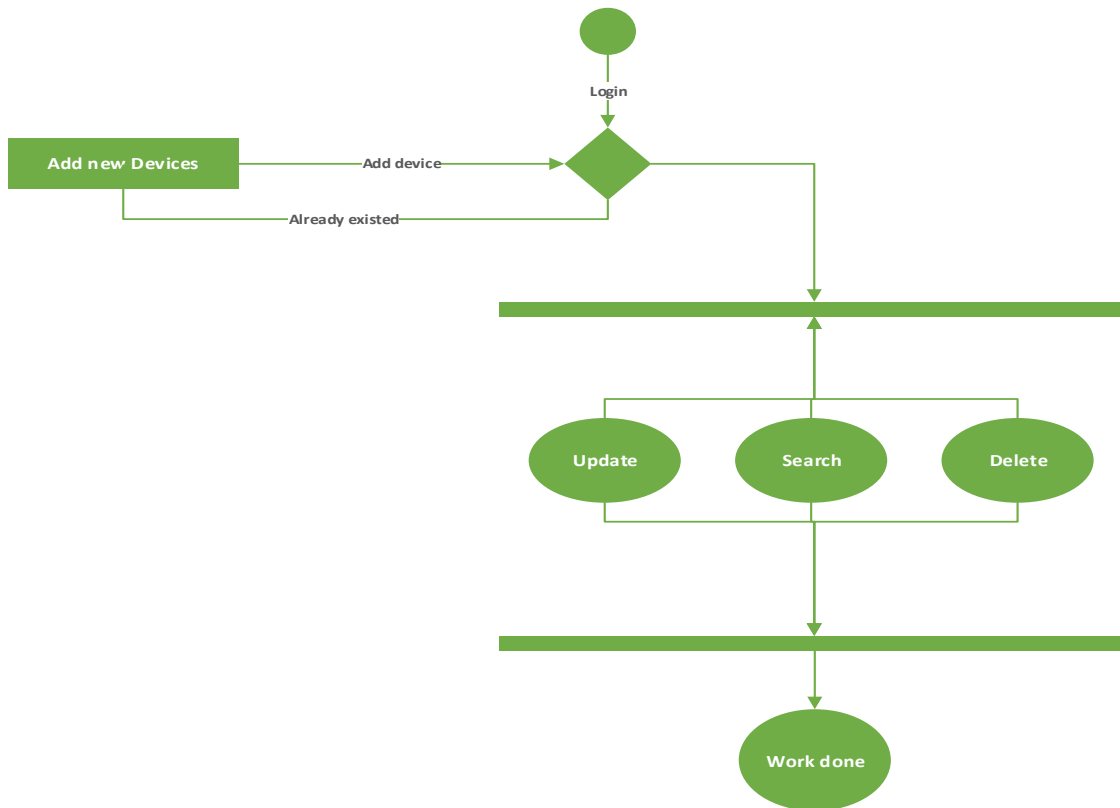 Login
Add new Devices
Add device
Already existed
Update
Search
Delete
Work done